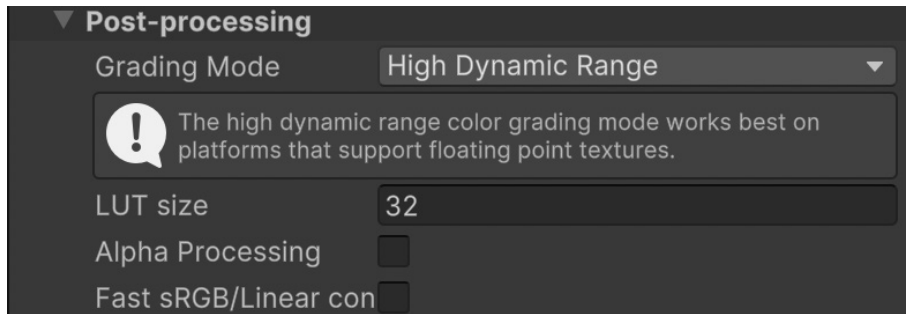 Post-processing
Grading Mode High Dynamic Range
The high dynamic range color grading mode works best on
platforms that support floating point textures.
LUT size 32
Alpha Processing
Fast sRGB/Linear con